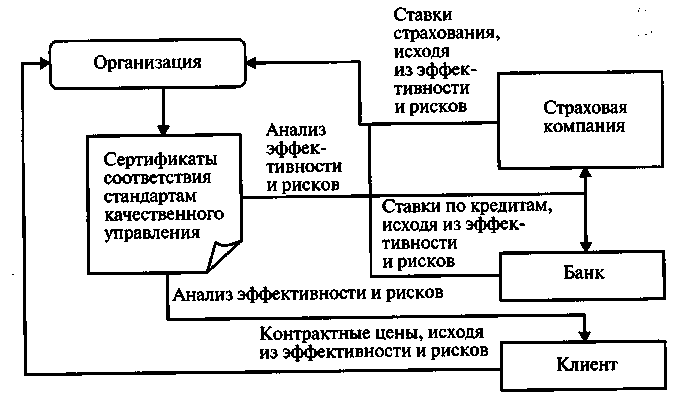 Организация
Ставки
страхования,
исходя
из эффек-
тивности
и рисков
Страховая
компания
Сертификаты
соответствия
стандартам
качественного
управления
Анализ
эффек-
тивности
и рисков
Ставки по кредитам,
исходя из эффек-
тивности
и рисков
Банк
Анализ эффективности и рисков
Контрактные цены, исходя
из эффективности и рисков
Клиент